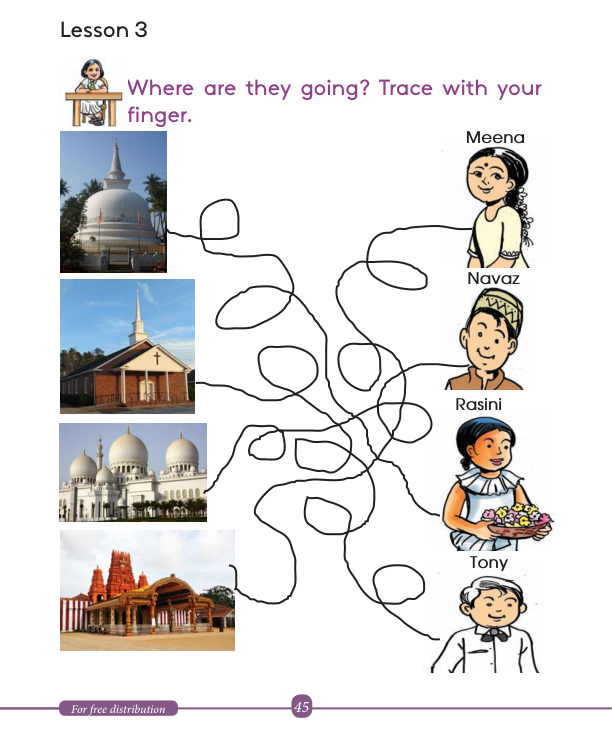 Lesson 3
Where are they going? Trace with your
finger.
Meena
Navaz
Rasini
Tony
For free distribution
45